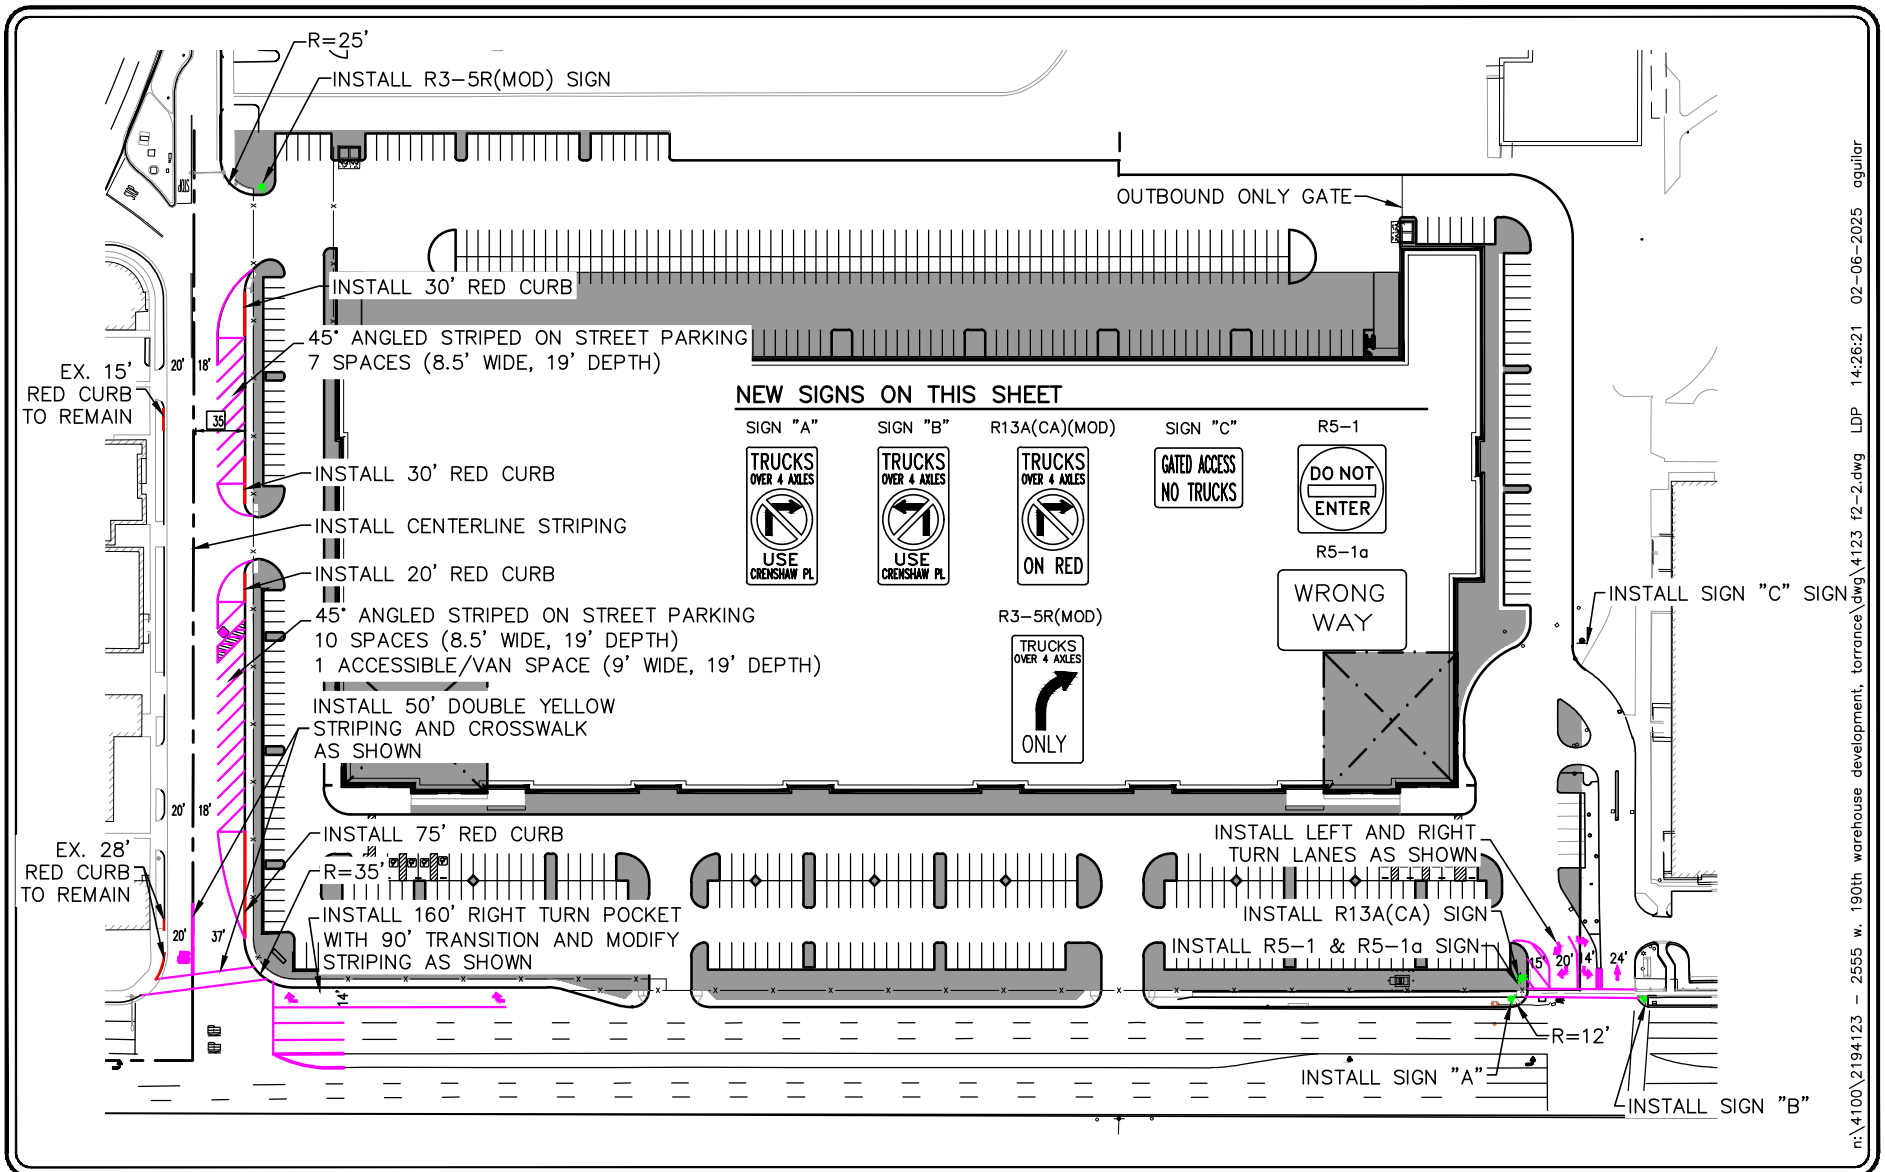 R=25'
INSTALL R3-5R(MOD) SIGN
STOP
OUTBOUND ONLY GATE
INSTALL 30' RED CURB
45° ANGLED STRIPED ON STREET PARKING
7 SPACES (8.5' WIDE, 19' DEPTH)
20' 18'
EX. 15'
RED CURB
TO REMAIN
35
NEW SIGNS ON THIS SHEET
SIGN "A"
SIGN "B"
R13A(CA)(MOD)
SIGN "C"
R5-1
TRUCKS
OVER 4 AXLES
USE
CRENSHAW PL
TRUCKS
OVER 4 AXLES
USE
CRENSHAW PL
TRUCKS
OVER 4 AXLES
ON RED
GATED ACCESS
NO TRUCKS
DO NOT
ENTER
R5-1a
WRONG
WAY
R3-5R(MOD)
TRUCKS
OVER 4 AXLES
ONLY
INSTALL 30' RED CURB
INSTALL CENTERLINE STRIPING
INSTALL 20' RED CURB
45° ANGLED STRIPED ON STREET PARKING
10 SPACES (8.5' WIDE, 19' DEPTH)
1 ACCESSIBLE/VAN SPACE (9' WIDE, 19' DEPTH)
INSTALL SIGN "C" SIGN
INSTALL 50' DOUBLE YELLOW
STRIPING AND CROSSWALK
AS SHOWN
20' 18'
INSTALL 75' RED CURB
R=35'
EX. 28'
RED CURB
TO REMAIN
20' 37'
INSTALL 160' RIGHT TURN POCKET
WITH 90' TRANSITION AND MODIFY
STRIPING AS SHOWN
14'
INSTALL LEFT AND RIGHT
TURN LANES AS SHOWN
INSTALL R13A(CA) SIGN
INSTALL R5-1 & R5-1a SIGN
15' 20' 14' 24'
R=12'
INSTALL SIGN "A"
INSTALL SIGN "B"
n:\4100\2194123 - 2555 w. 190th warehouse development, torrance\dwg\4123 f2-2.dwg LDP 14:26:21 02-06-2025 aguilar